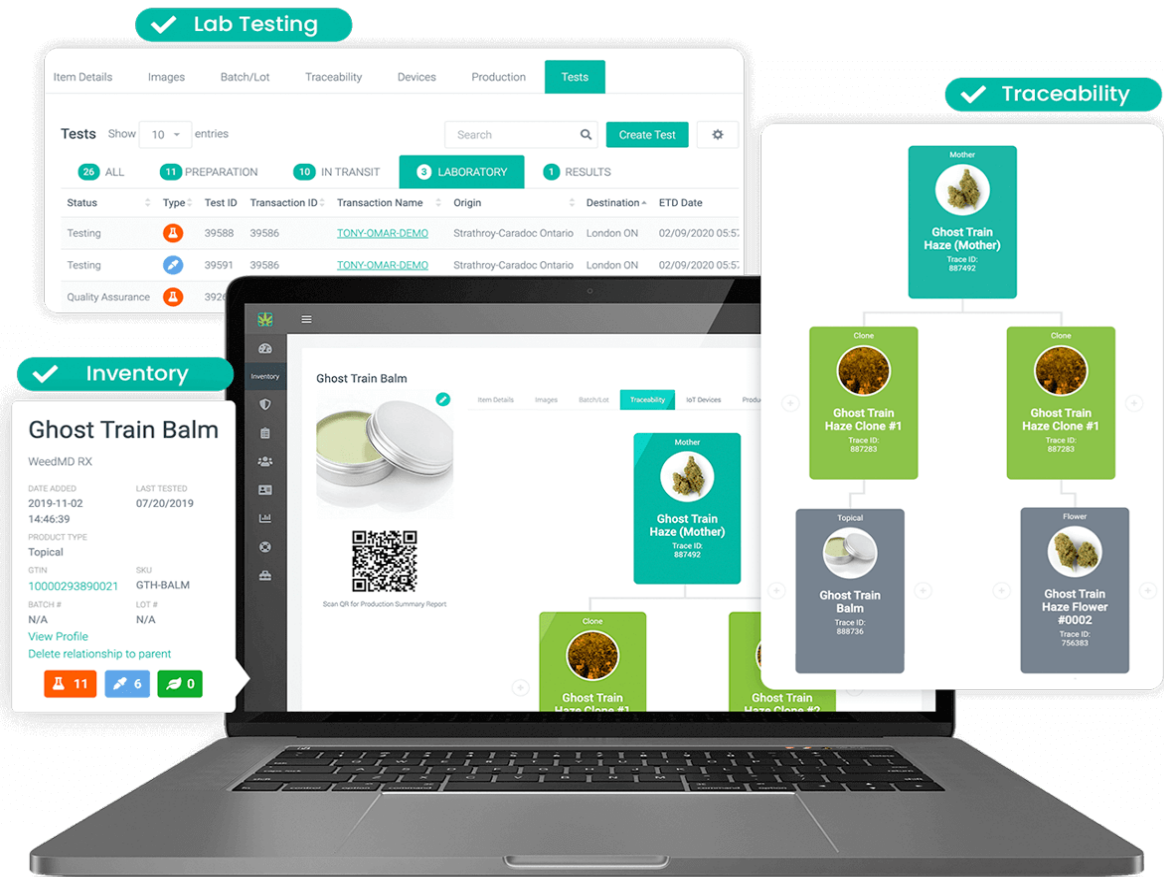 Lab Testing
Item Details Images Batch/Lot Traceability Devices Production Tests
Tests Show 10 entries Search Create Test
26 ALL 11 PREPARATION 10 IN TRANSIT 3 LABORATORY 1 RESULTS
Status Type Test ID Transaction ID Transaction Name Origin Destination ETD Date
Testing 39588 39586 TONY-OMAR-DEMO Strathroy-Caradoc Ontario London ON 02/09/2020 05:57
Testing 39591 39586 TONY-OMAR-DEMO Strathroy-Caradoc Ontario London ON 02/09/2020 05:57
Quality Assurance
Traceability
Mother
Ghost Train
Haze (Mother)
Trace ID:
887492
Clone
Ghost Train
Haze Clone #1
Trace ID:
887283
Clone
Ghost Train
Haze Clone #1
Trace ID:
887283
Topical
Ghost Train
Balm
Trace ID:
888736
Flower
Ghost Train
Haze Flower
#0002
Trace ID:
756383
Inventory
Ghost Train Balm
WeedMD RX
DATE ADDED LAST TESTED
2019-11-02 07/20/2019
14:46:39
PRODUCT TYPE
Topical
GTIN SKU
10000293890021 GTH-BALM
BATCH # LOT #
N/A N/A
View Profile
Delete relationship to parent
11 6 0
Inventory
Ghost Train Balm
Item Details Images Batch/Lot Traceability IoT Devices
Scan QR for Production Summary Report
Mother
Ghost Train
Haze (Mother)
Trace ID:
887492
Clone
Ghost Train
Haze Clone #1
Ghost Train
Haze Clone #2